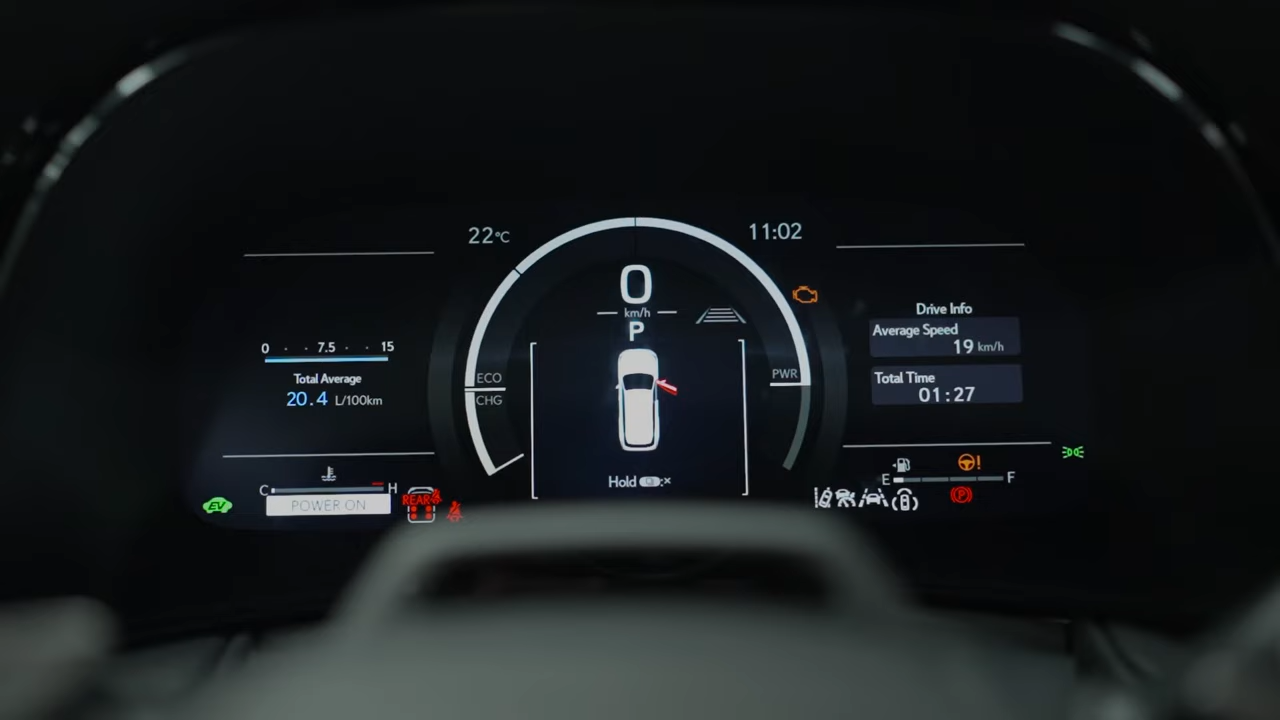 22°C
11:02
0
km/h
P
0 · · 7.5 · · 15
Total Average
20.4 L/100km
ECO
CHG
PWR
Drive Info
Average Speed
19 km/h
Total Time
01:27
Hold
C H
POWER ON
EV
REAR
E F
!
P